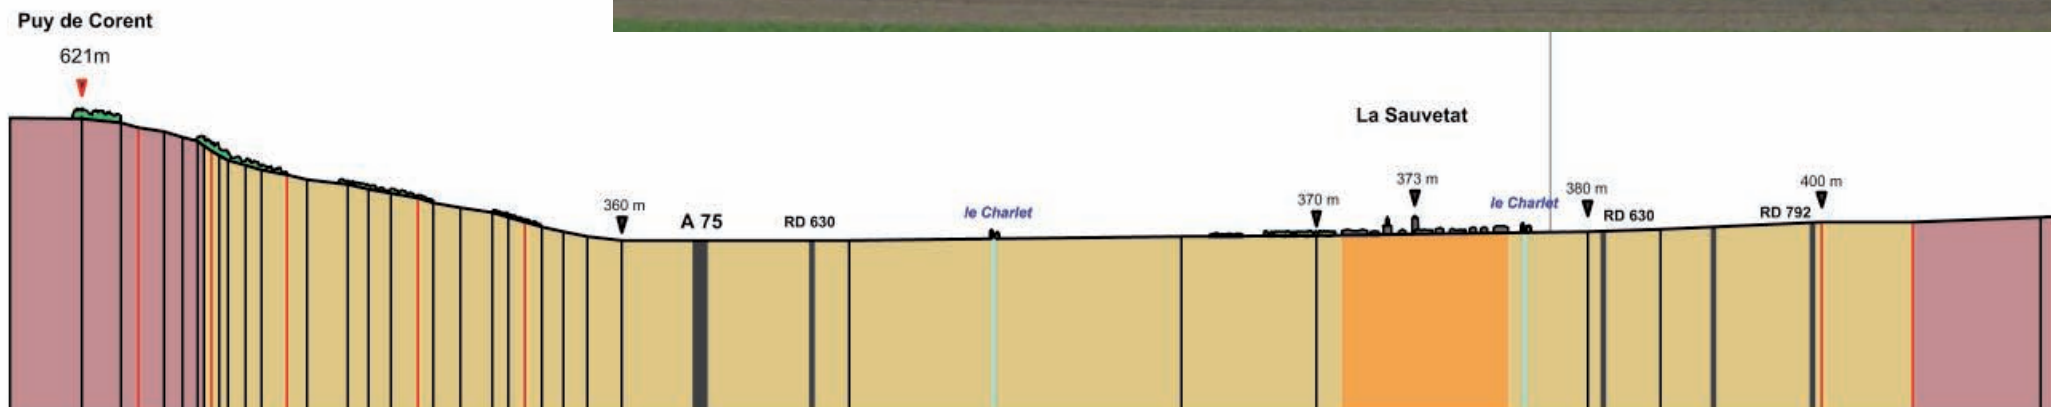 Puy de Corent
621m
360 m
A 75
RD 630
le Charlet
370 m
La Sauvetat
373 m
le Charlet
380 m
RD 630
RD 792
400 m